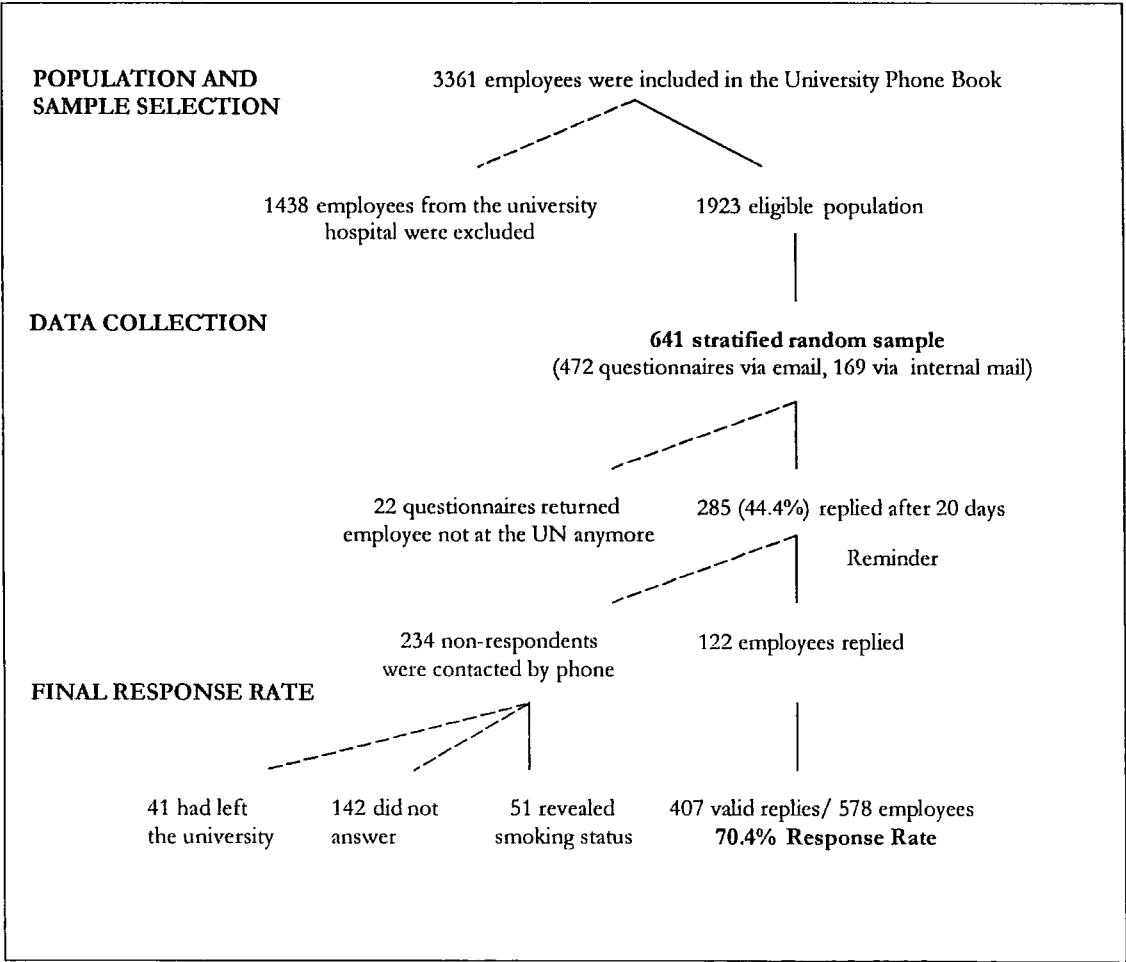 POPULATION AND
SAMPLE SELECTION
3361 employees were included in the University Phone Book
1438 employees from the university
hospital were excluded
1923 eligible population
DATA COLLECTION
641 stratified random sample
(472 questionnaires via email, 169 via internal mail)
22 questionnaires returned
employee not at the UN anymore
285 (44.4%) replied after 20 days
Reminder
234 non-respondents
were contacted by phone
122 employees replied
FINAL RESPONSE RATE
41 had left
the university
142 did not
answer
51 revealed
smoking status
407 valid replies/ 578 employees
70.4% Response Rate